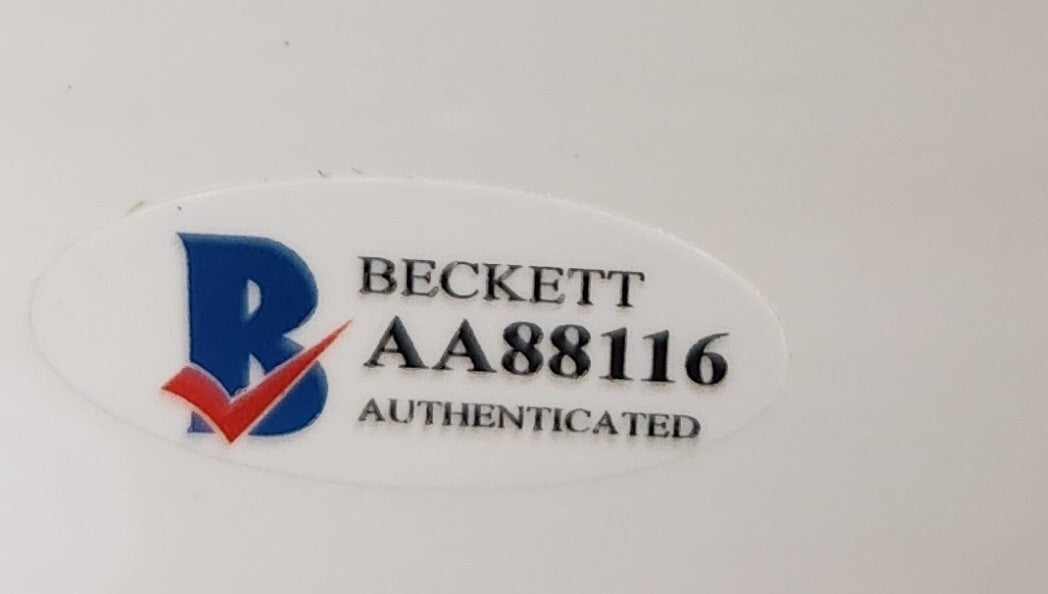 B
BECKETT
AA88116
AUTHENTICATED